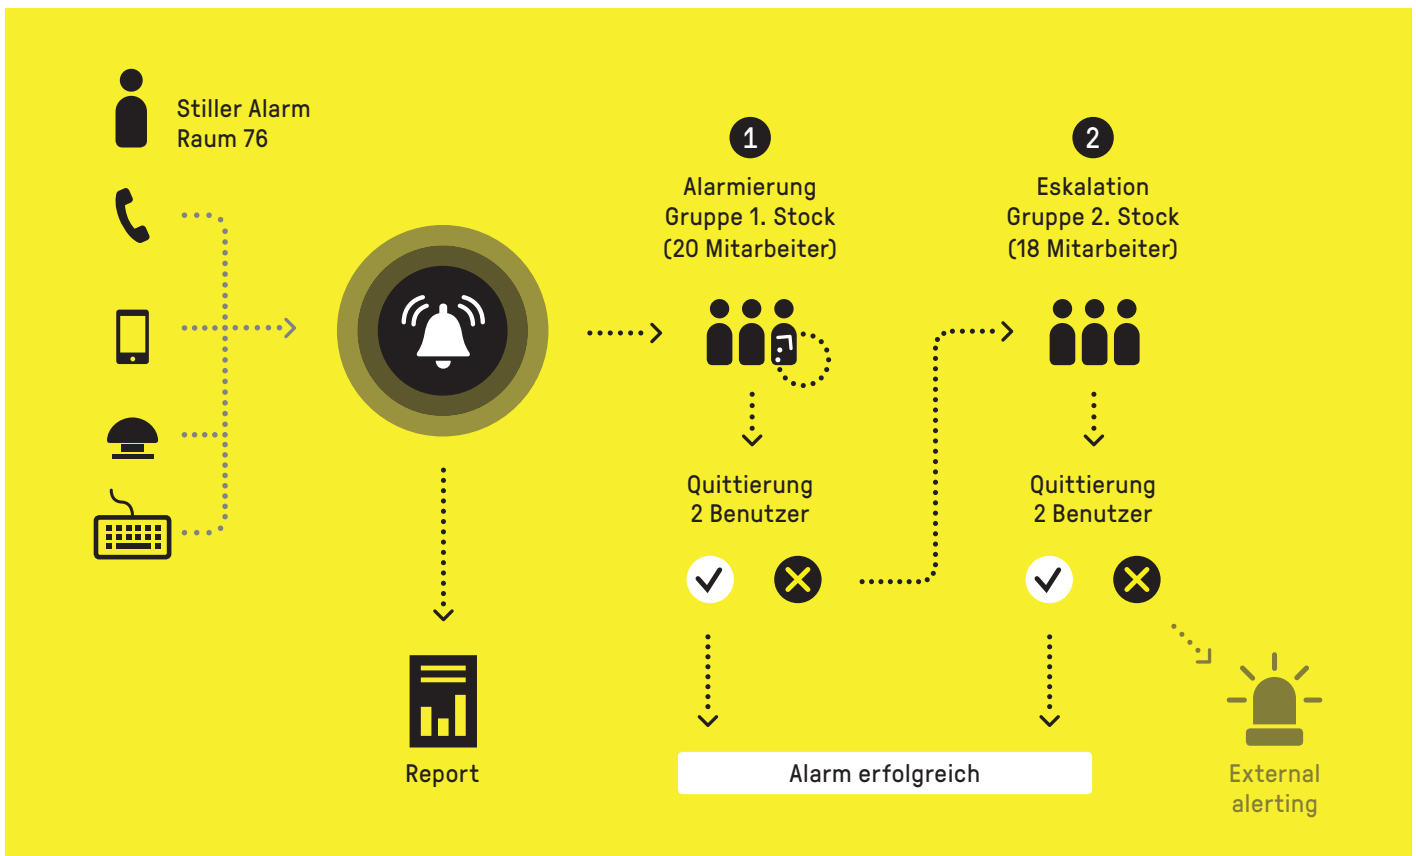 Stiller Alarm
Raum 76
1
Alarmierung
Gruppe 1. Stock
(20 Mitarbeiter)
2
Eskalation
Gruppe 2. Stock
(18 Mitarbeiter)
Quittierung
2 Benutzer
Quittierung
2 Benutzer
Report
Alarm erfolgreich
External
alerting